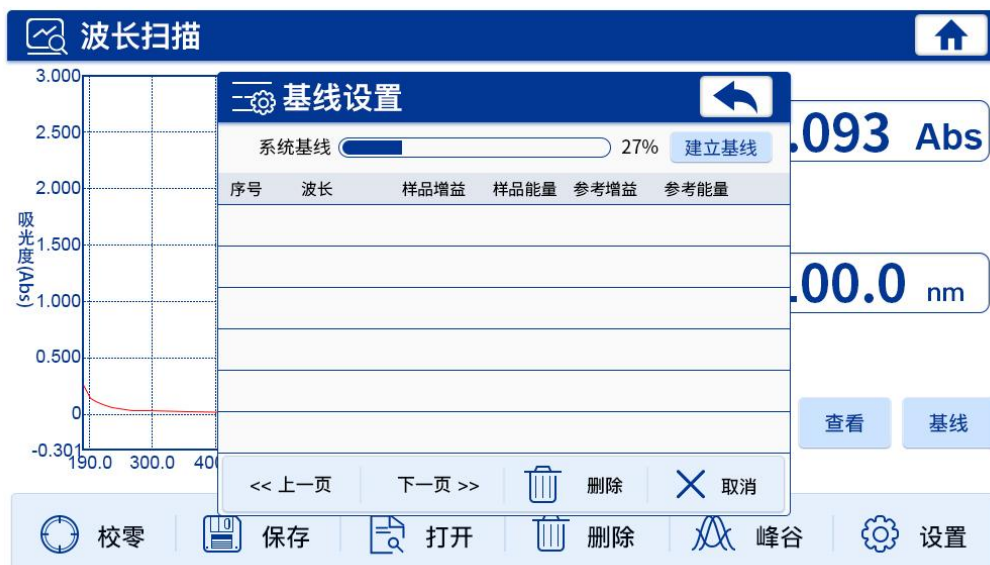 波长扫描
3.000
2.500
2.000
1.500
1.000
0.500
0
-0.301
吸光度(Abs)
190.0 300.0 40
基线设置
系统基线 27% 建立基线
序号 波长 样品增益 样品能量 参考增益 参考能量
<< 上一页 下一页 >> 删除 取消
.093 Abs
00.0 nm
查看 基线
校零 保存 打开 删除 峰谷 设置